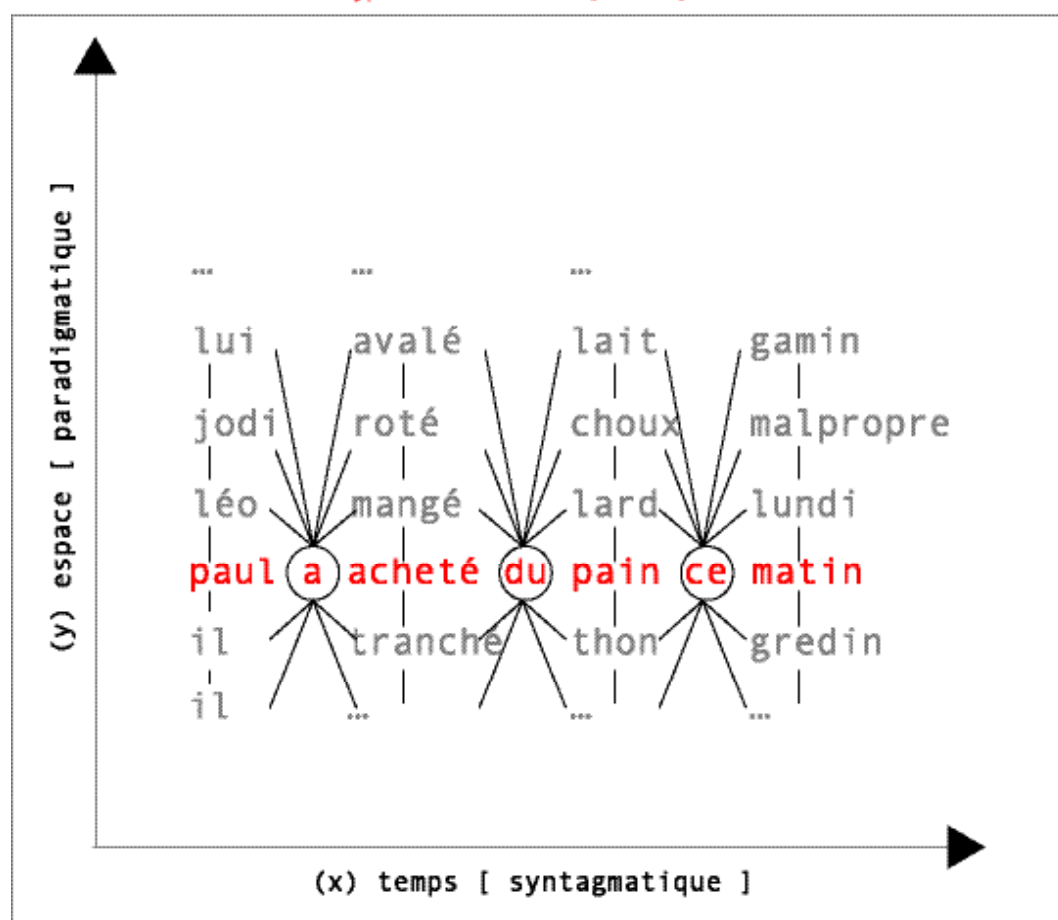 ... ... ...
lui avalé lait gamin
jodi roté choux malpropre
léo mangé lard lundi
paul a acheté du pain ce matin
il tranché thon gredin
il ... ... ...
(y) espace [ parapigmatique ]
(x) temps [ syntagmatique ]